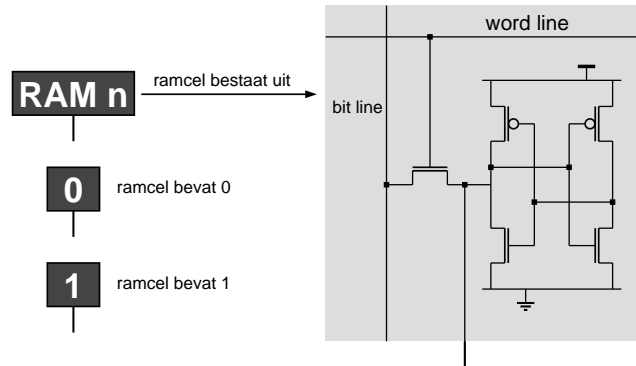 word line
RAM n
ramcel bestaat uit
bit line
0
ramcel bevat 0
1
ramcel bevat 1